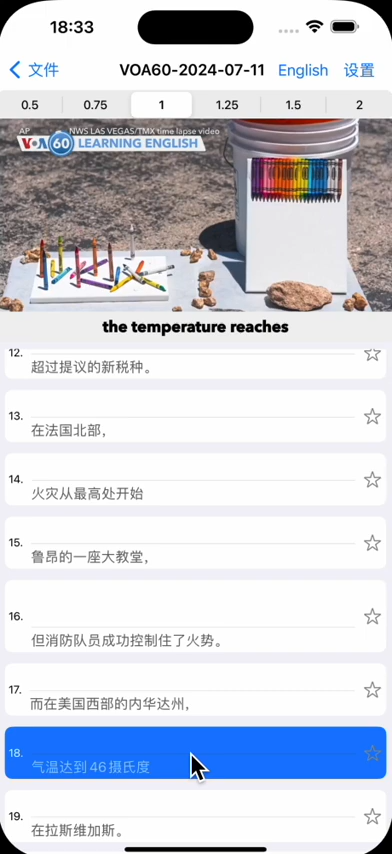 18:33
文件
VOA60-2024-07-11
English
设置
0.5 0.75 1 1.25 1.5 2
AP NWS LAS VEGAS/TMX time lapse video
VOA 60 LEARNING ENGLISH
the temperature reaches
12.
超过提议的新税种。
13.
在法国北部，
14.
火灾从最高处开始
15.
鲁昂的一座大教堂，
16.
但消防队员成功控制住了火势。
17.
而在美国西部的内华达州，
18.
气温达到46摄氏度
19.
在拉斯维加斯。